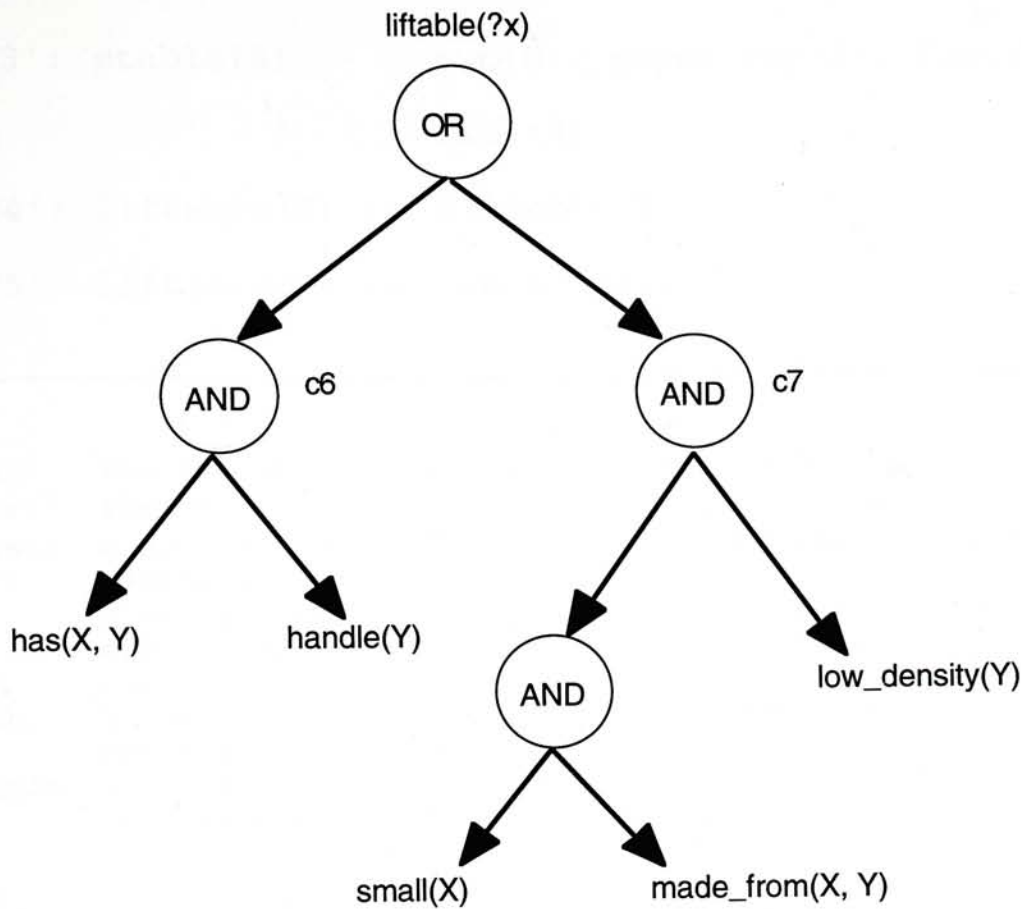 liftable(?x)
OR
AND c6
AND c7
has(X, Y)
handle(Y)
AND
low_density(Y)
small(X)
made_from(X, Y)